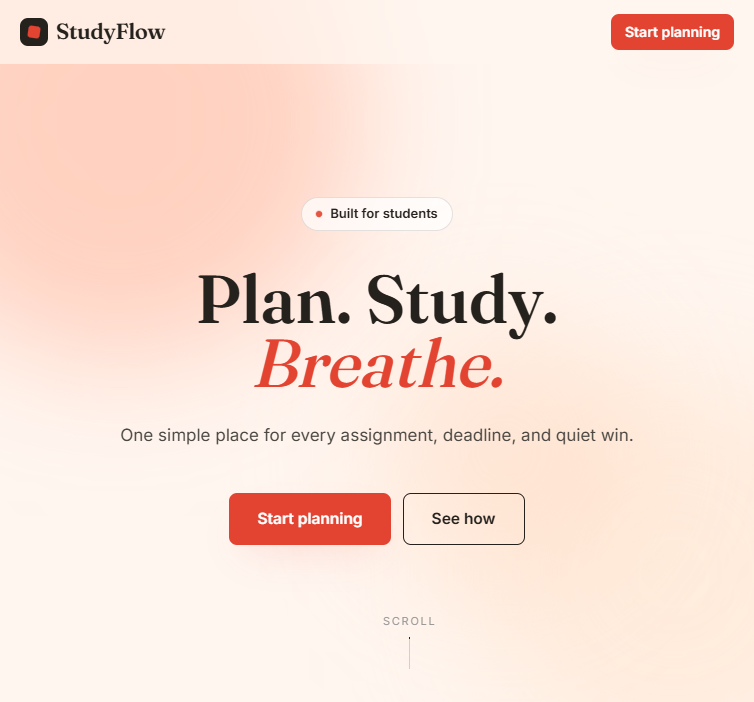 StudyFlow
Start planning
Built for students
Plan. Study.
Breathe.
One simple place for every assignment, deadline, and quiet win.
Start planning
See how
SCROLL